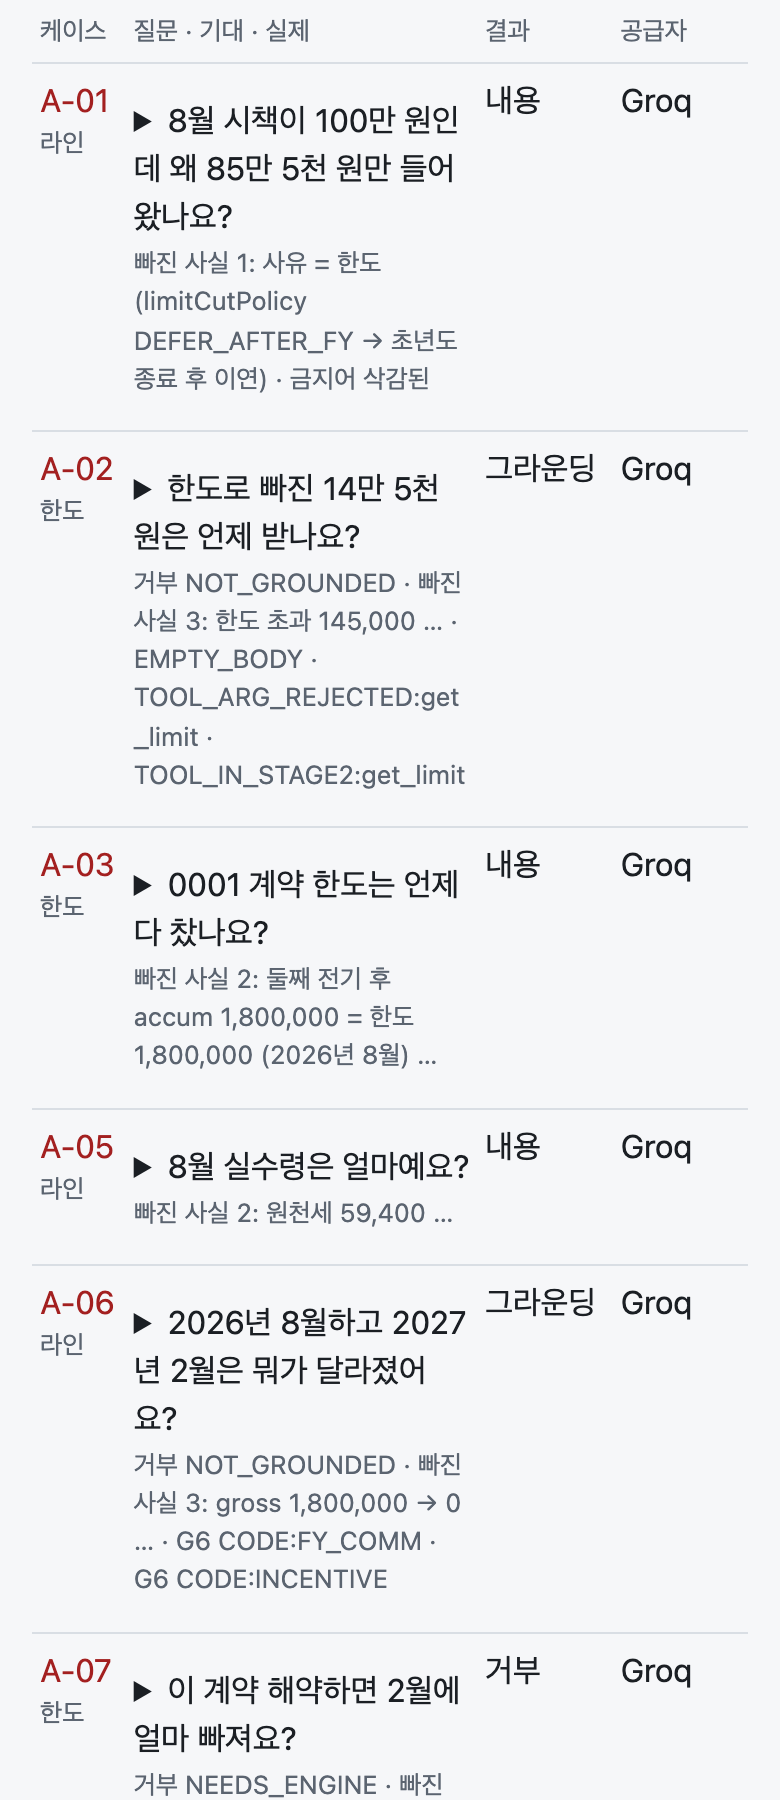 케이스 질문 · 기대 · 실제 결과 공급자
A-01 ▶ 8월 시책이 100만 원인 내용 Groq
라인
데 왜 85만 5천 원만 들어
왔나요?
빠진 사실 1: 사유 = 한도
(limitCutPolicy
DEFER_AFTER_FY → 초년도
종료 후 이연) · 금지어 삭감된
A-02 ▶ 한도로 빠진 14만 5천 그라운딩 Groq
한도
원은 언제 받나요?
거부 NOT_GROUNDED · 빠진
사실 3: 한도 초과 145,000 ... ·
EMPTY_BODY ·
TOOL_ARG_REJECTED:get
_limit ·
TOOL_IN_STAGE2:get_limit
A-03 ▶ 0001 계약 한도는 언제 내용 Groq
한도
다 찼나요?
빠진 사실 2: 둘째 전기 후
accum 1,800,000 = 한도
1,800,000 (2026년 8월) ...
A-05 ▶ 8월 실수령은 얼마예요? 내용 Groq
라인
빠진 사실 2: 원천세 59,400 ...
A-06 ▶ 2026년 8월하고 2027 그라운딩 Groq
라인
년 2월은 뭐가 달라졌어
요?
거부 NOT_GROUNDED · 빠진
사실 3: gross 1,800,000 → 0
... · G6 CODE:FY_COMM ·
G6 CODE:INCENTIVE
A-07 ▶ 이 계약 해약하면 2월에 거부 Groq
한도
얼마 빠져요?
거부 NEEDS_ENGINE · 빠진